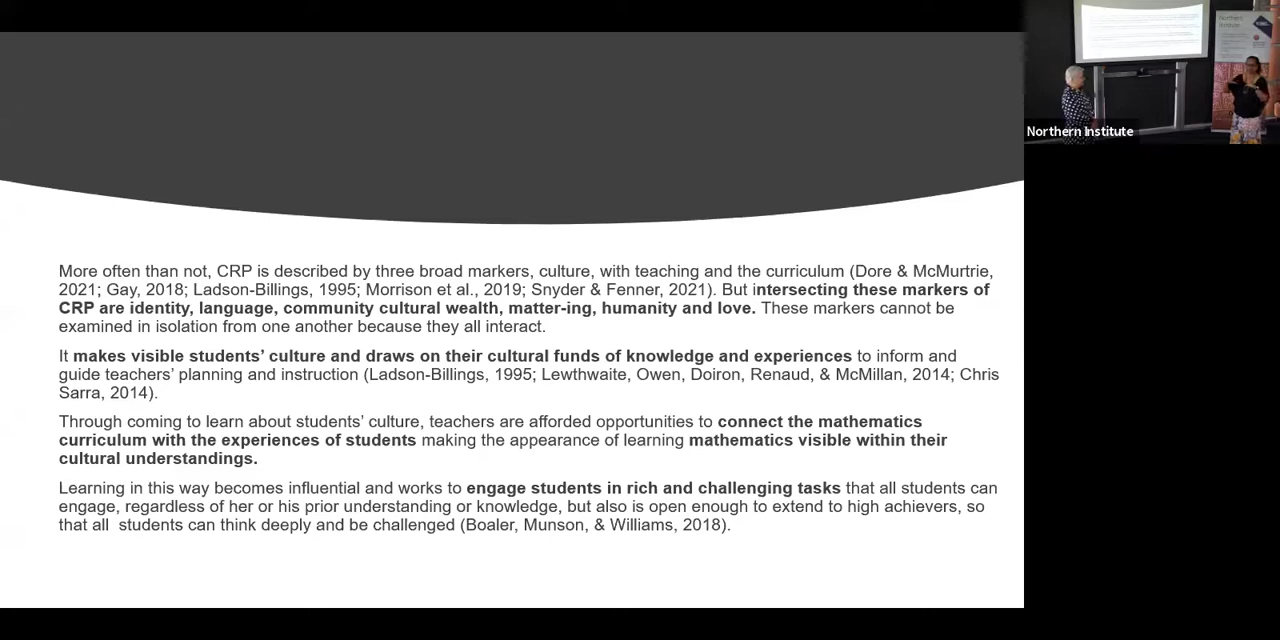 More often than not, CRP is described by three broad markers, culture, with teaching and the curriculum (Dore & McMurtrie,
2021; Gay, 2018; Ladson-Billings, 1995; Morrison et al., 2019; Snyder & Fenner, 2021). But intersecting these markers of
CRP are identity, language, community cultural wealth, matter-ing, humanity and love. These markers cannot be
examined in isolation from one another because they all interact.
It makes visible students’ culture and draws on their cultural funds of knowledge and experiences to inform and
guide teachers’ planning and instruction (Ladson-Billings, 1995; Lewthwaite, Owen, Doiron, Renaud, & McMillan, 2014; Chris
Sarra, 2014).
Through coming to learn about students’ culture, teachers are afforded opportunities to connect the mathematics
curriculum with the experiences of students making the appearance of learning mathematics visible within their
cultural understandings.
Learning in this way becomes influential and works to engage students in rich and challenging tasks that all students can
engage, regardless of her or his prior understanding or knowledge, but also is open enough to extend to high achievers, so
that all  students can think deeply and be challenged (Boaler, Munson, & Williams, 2018).
Northern Institute